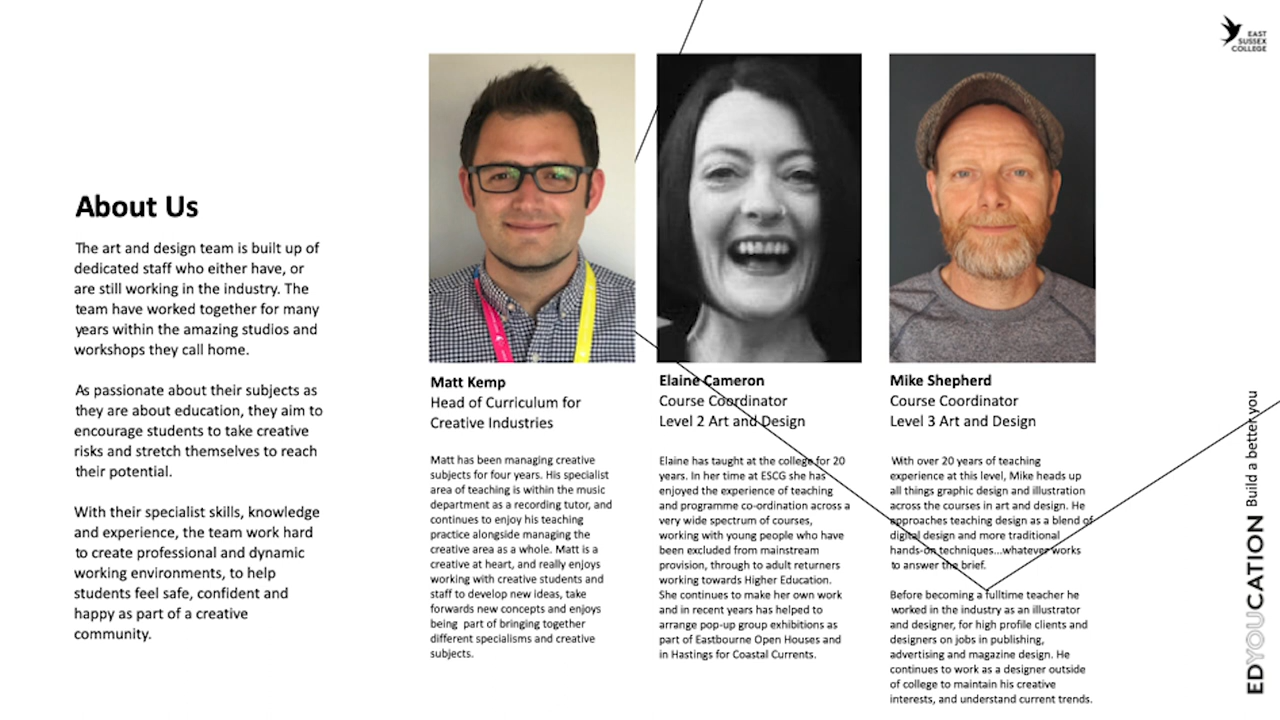 EAST
SUSSEX
COLLEGE
About Us
The art and design team is built up of
dedicated staff who either have, or
are still working in the industry. The
team have worked together for many
years within the amazing studios and
workshops they call home.
As passionate about their subjects as
they are about education, they aim to
encourage students to take creative
risks and stretch themselves to reach
their potential.
With their specialist skills, knowledge
and experience, the team work hard
to create professional and dynamic
working environments, to help
students feel safe, confident and
happy as part of a creative
community.
Matt Kemp
Head of Curriculum for
Creative Industries
Matt has been managing creative
subjects for four years. His specialist
area of teaching is within the music
department as a recording tutor, and
continues to enjoy his teaching
practice alongside managing the
creative area as a whole. Matt is a
creative at heart, and really enjoys
working with creative students and
staff to develop new ideas, take
forwards new concepts and enjoys
being part of bringing together
different specialisms and creative
subjects.
Elaine Cameron
Course Coordinator
Level 2 Art and Design
Elaine has taught at the college for 20
years. In her time at ESCG she has
enjoyed the experience of teaching
and programme co-ordination across a
very wide spectrum of courses,
working with young people who have
been excluded from mainstream
provision, through to adult returners
working towards Higher Education.
She continues to make her own work
and in recent years has helped to
arrange pop-up group exhibitions as
part of Eastbourne Open Houses and
in Hastings for Coastal Currents.
Mike Shepherd
Course Coordinator
Level 3 Art and Design
With over 20 years of teaching
experience at this level, Mike heads up
all things graphic design and illustration
across the courses in art and design. He
approaches teaching design as a blend of
digital design and more traditional
hands-on techniques...whatever works
to answer the brief.
Before becoming a fulltime teacher he
worked in the industry as an illustrator
and designer, for high profile clients and
designers on jobs in publishing,
advertising and magazine design. He
continues to work as a designer outside
of college to maintain his creative
interests, and understand current trends.
EDYOUCATION Build a better you